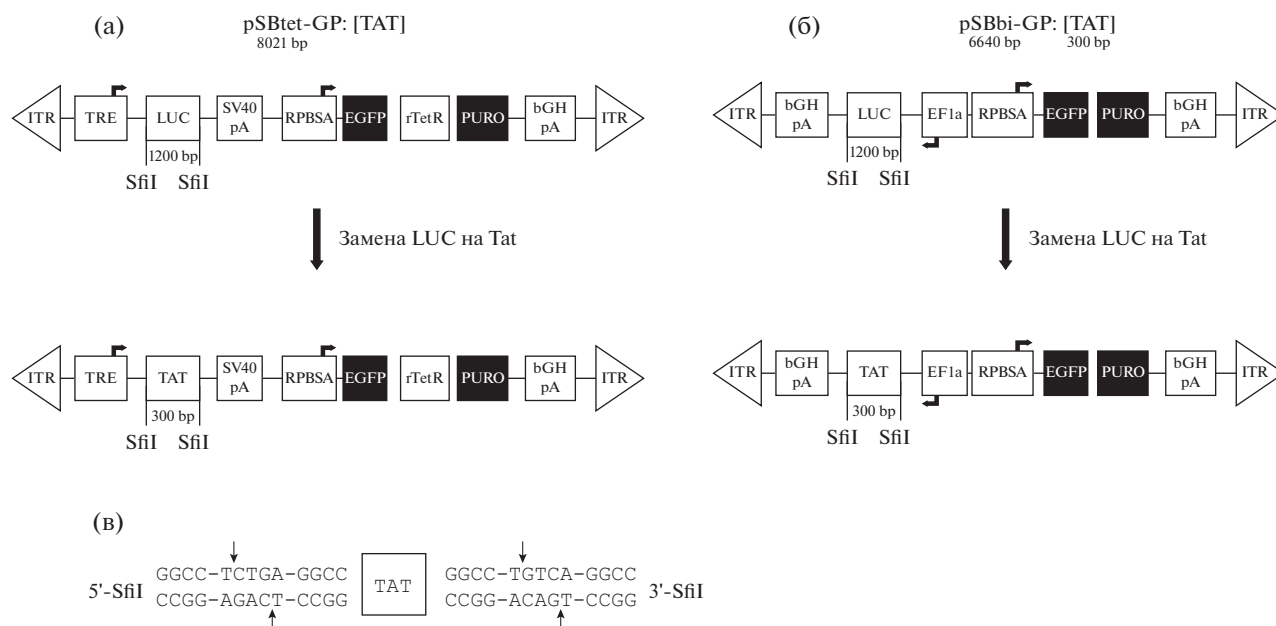 (а)
pSBtet-GP: [TAT]
8021 bp
ITR TRE LUC SV40 pA RPBSA EGFP rTetR PURO bGH pA ITR
1200 bp
SfiI SfiI
Замена LUC на Tat
ITR TRE TAT SV40 pA RPBSA EGFP rTetR PURO bGH pA ITR
300 bp
SfiI SfiI
(б)
pSBbi-GP: [TAT]
6640 bp 300 bp
ITR bGH pA LUC EF1a RPBSA EGFP PURO bGH pA ITR
1200 bp
SfiI SfiI
Замена LUC на Tat
ITR bGH pA TAT EF1a RPBSA EGFP PURO bGH pA ITR
300 bp
SfiI SfiI
(в)
GGCC-TCTGA-GGCC GGCC-TGTCA-GGCC
5'-SfiI TAT 3'-SfiI
CCGG-AGACT-CCGG CCGG-ACAGT-CCGG